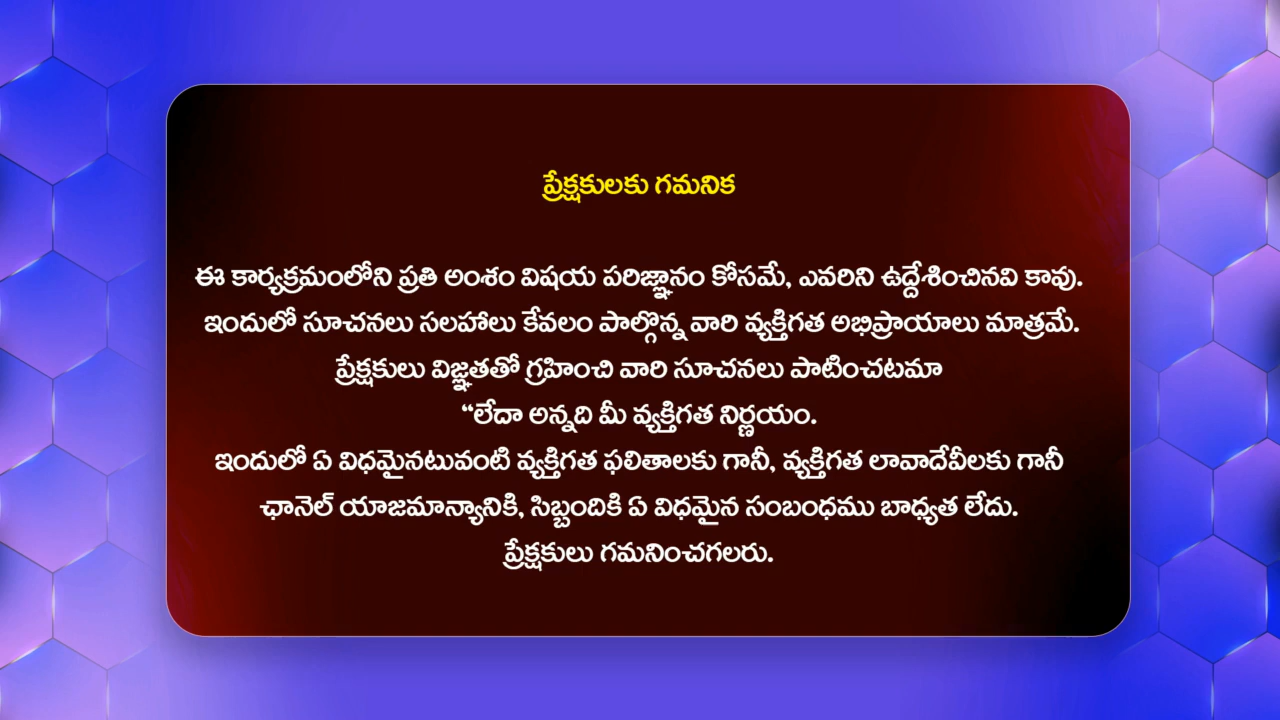 ప్రేక్షకులకు గమనిక
ఈ కార్యక్రమంలోని ప్రతి అంశం విషయ పరిజ్ఞానం కోసమే, ఎవరిని ఉద్దేశించినవి కావు.
ఇందులో సూచనలు సలహాలు కేవలం పాల్గొన్న వారి వ్యక్తిగత అభిప్రాయాలు మాత్రమే.
ప్రేక్షకులు విజ్ఞతతో గ్రహించి వారి సూచనలు పాటించటమా
“లేదా అన్నది మీ వ్యక్తిగత నిర్ణయం.
ఇందులో ఏ విధమైనటువంటి వ్యక్తిగత ఫలితాలకు గానీ, వ్యక్తిగత లావాదేవీలకు గానీ
ఛానెల్ యాజమాన్యానికి, సిబ్బందికి ఏ విధమైన సంబంధము బాధ్యత లేదు.
ప్రేక్షకులు గమనించగలరు.